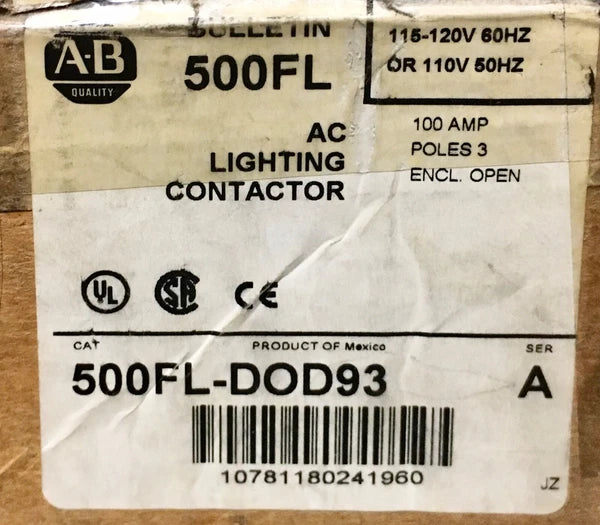 A·B
QUALITY
BULLETIN
500FL
115-120V 60HZ
OR 110V 50HZ
AC
LIGHTING
CONTACTOR
100 AMP
POLES 3
ENCL. OPEN
UL
SA
CE
CAT
PRODUCT OF Mexico
SER
500FL-DOD93
A
10781180241960
JZ